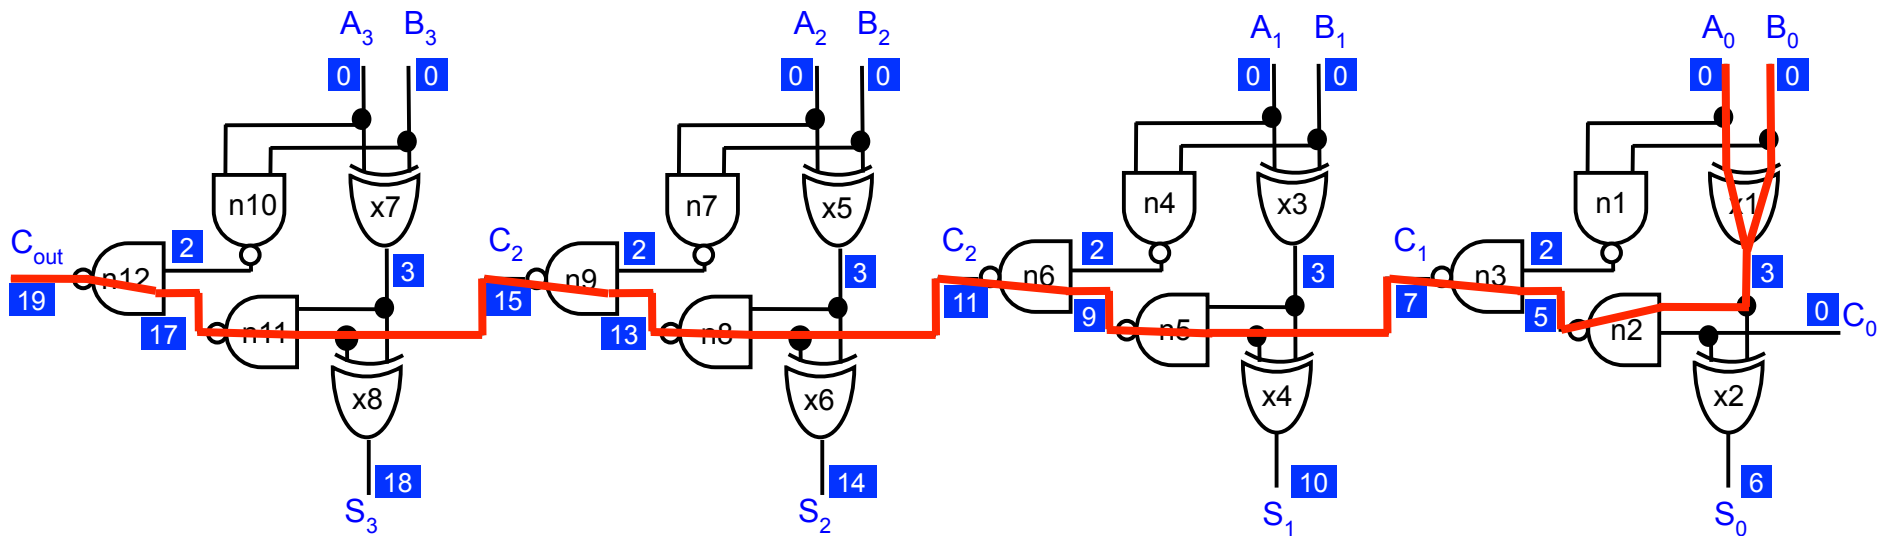 A3 B3 A2 B2 A1 B1 A0 B0
0 0 0 0 0 0 0 0
n10 x7 n7 x5 n4 x3 n1 x1
Cout 2 C2 2 C2 2 C1 2
n12 3 n9 3 n6 3 n3 3
19 15 11 7 0 C0
17 n11 13 n8 9 n5 5 n2
x8 x6 x4 x2
18 14 10 6
S3 S2 S1 S0